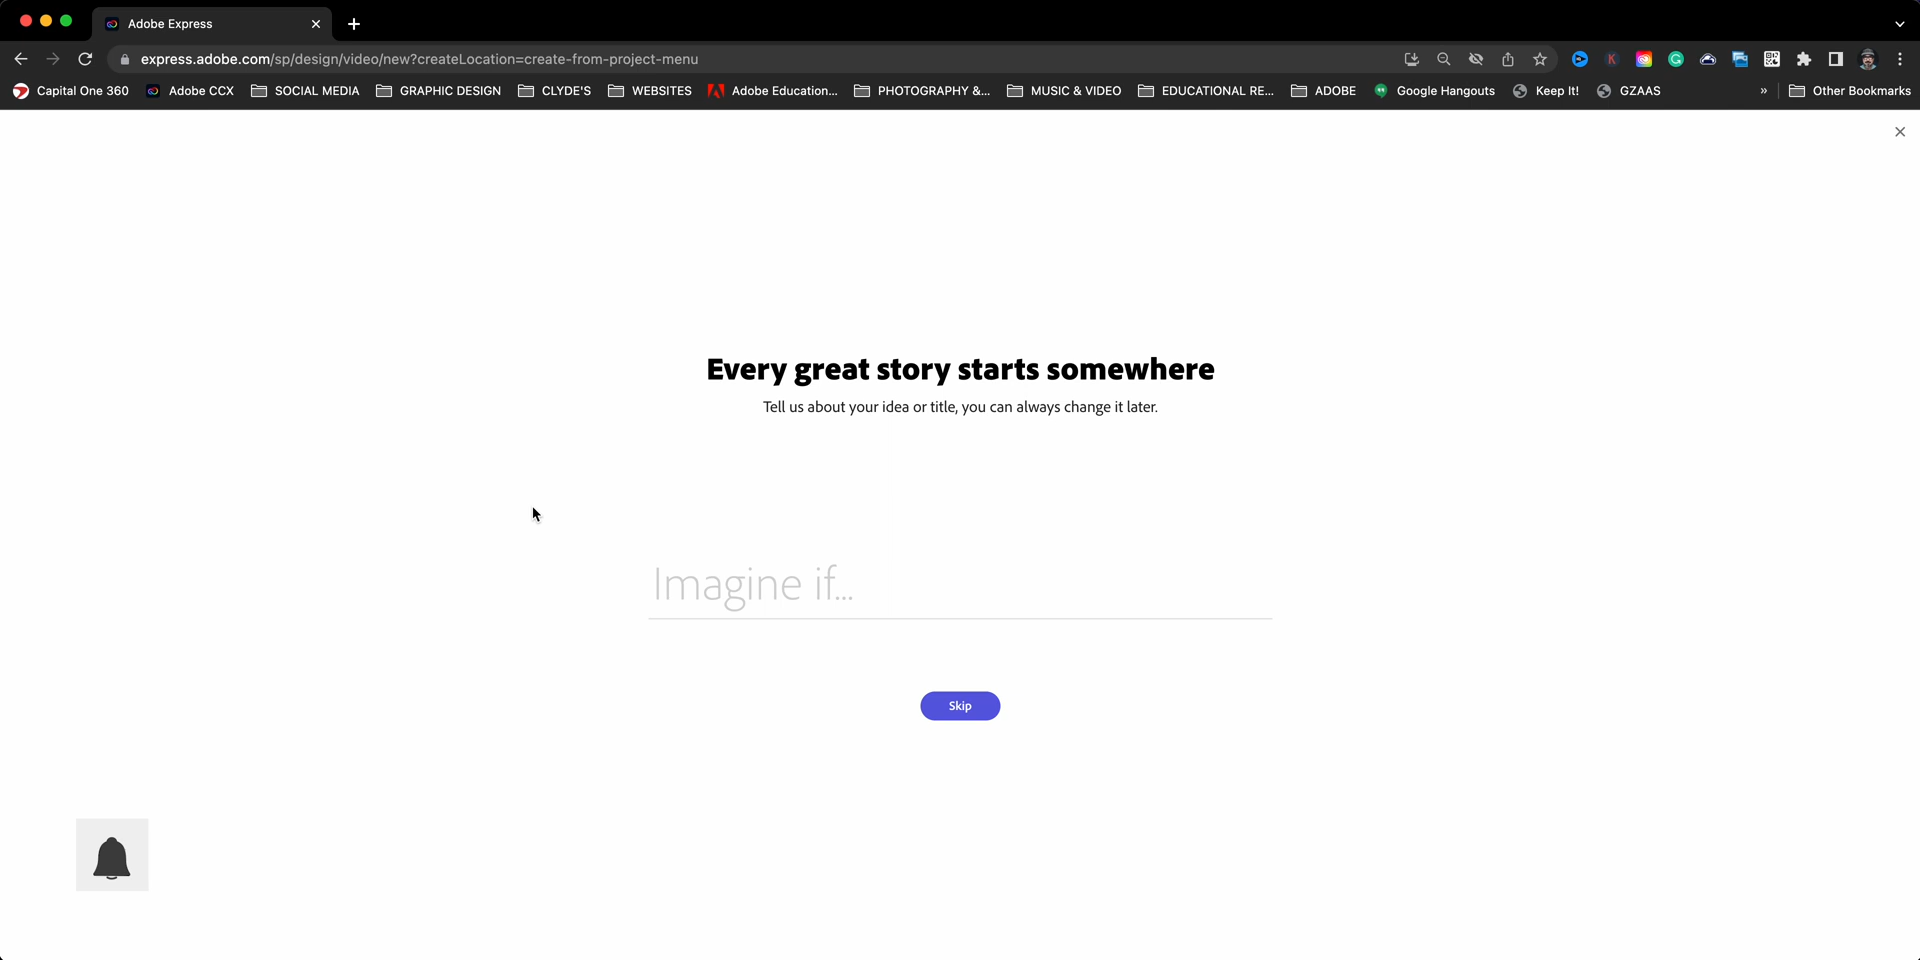 Adobe Express
express.adobe.com/sp/design/video/new?createLocation=create-from-project-menu
Capital One 360 Adobe CCX SOCIAL MEDIA GRAPHIC DESIGN CLYDE'S WEBSITES Adobe Education... PHOTOGRAPHY &... MUSIC & VIDEO EDUCATIONAL RE... ADOBE Google Hangouts Keep It! GZAAS » Other Bookmarks
Every great story starts somewhere
Tell us about your idea or title, you can always change it later.
Imagine if...
Skip